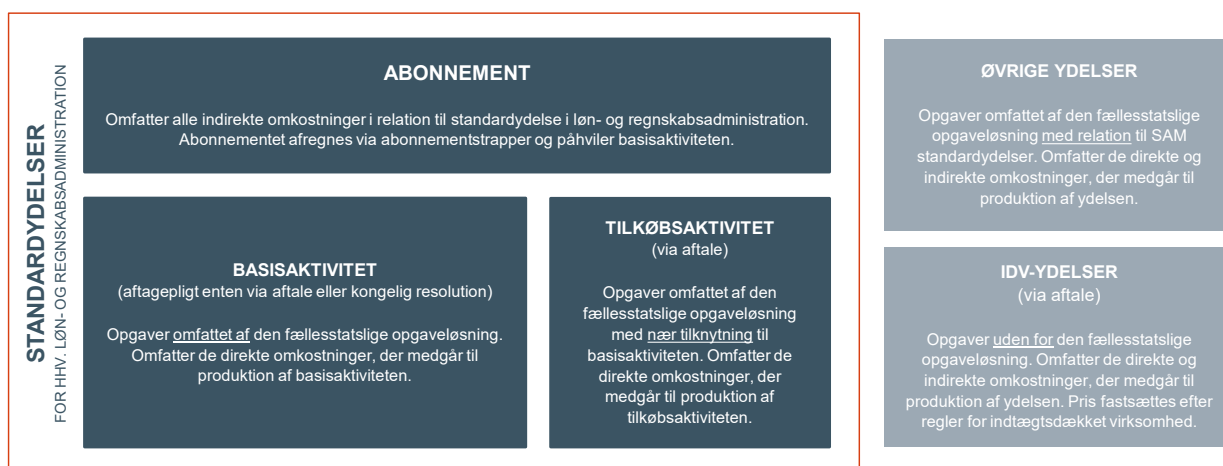 STANDARDYDELSER
FOR HHV. LØN- OG REGNSKABSADMINISTRATION
ABONNEMENT
Omfatter alle indirekte omkostninger i relation til standardydelse i løn- og regnskabsadministration.
Abonnementet afregnes via abonnementstrapper og påhviler basisaktiviteten.
BASISAKTIVITET
(aftagepligt enten via aftale eller kongelig resolution)
Opgaver omfattet af den fællesstatslige opgaveløsning.
Omfatter de direkte omkostninger, der medgår til
produktion af basisaktiviteten.
TILKØBSAKTIVITET
(via aftale)
Opgaver omfattet af den
fællesstatslige opgaveløsning
med nær tilknytning til
basisaktiviteten. Omfatter de
direkte omkostninger, der
medgår til produktion af
tilkøbsaktiviteten.
ØVRIGE YDELSER
Opgaver omfattet af den fællesstatslige
opgaveløsning med relation til SAM
standardydelser. Omfatter de direkte og
indirekte omkostninger, der medgår til
produktion af ydelsen.
IDV-YDELSER
(via aftale)
Opgaver uden for den fællesstatslige
opgaveløsning. Omfatter de direkte og
indirekte omkostninger, der medgår til
produktion af ydelsen. Pris fastsættes efter
regler for indtægtsdækket virksomhed.